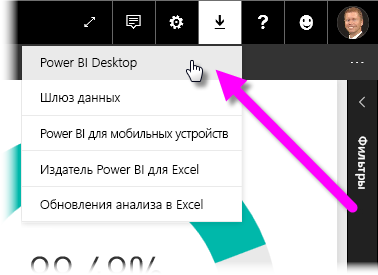 Power BI Desktop
Шлюз данных
Power BI для мобильных устройств
Издатель Power BI для Excel
Обновления анализа в Excel
Фильтры